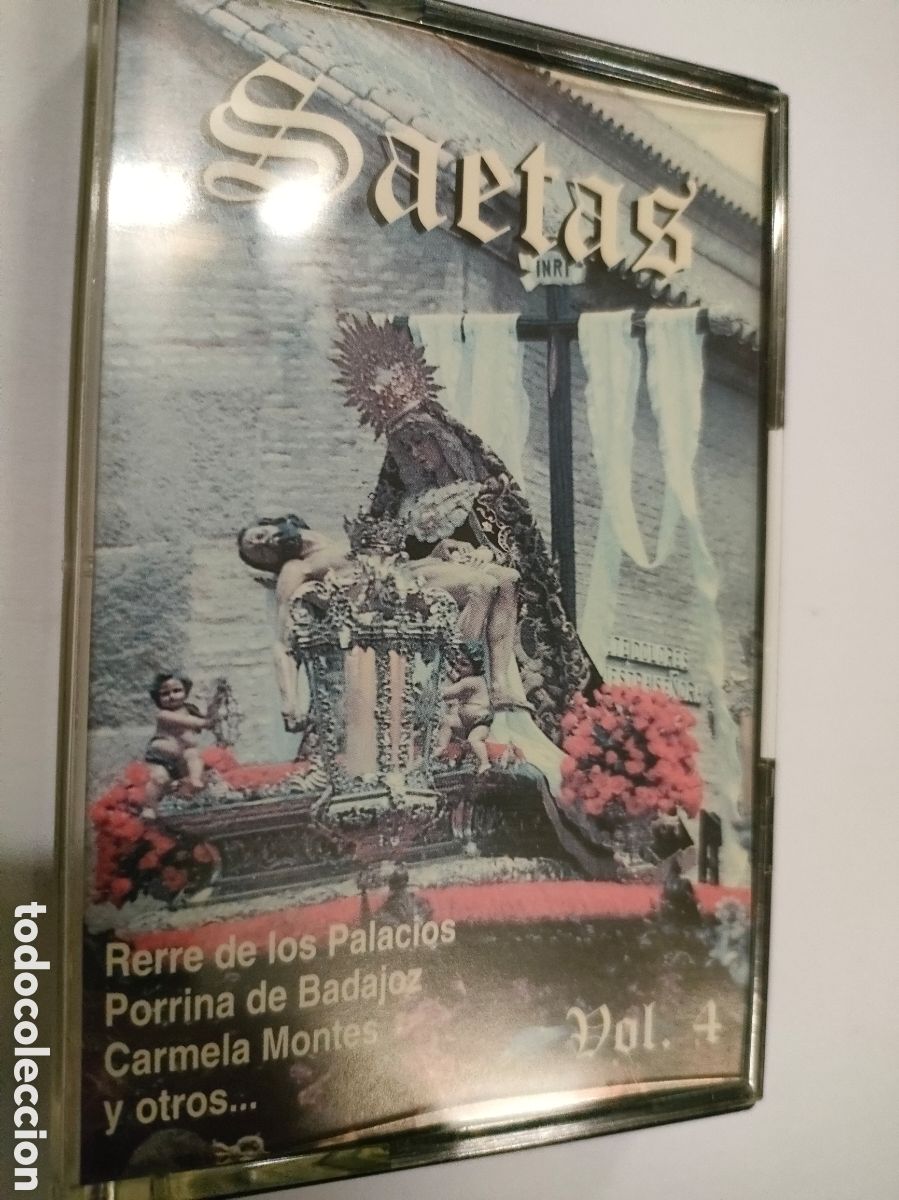 Saetas
INRI
Rerre de los Palacios
Porrina de Badajoz
Carmela Montes
y otros...
Vol. 4
todocoleccion